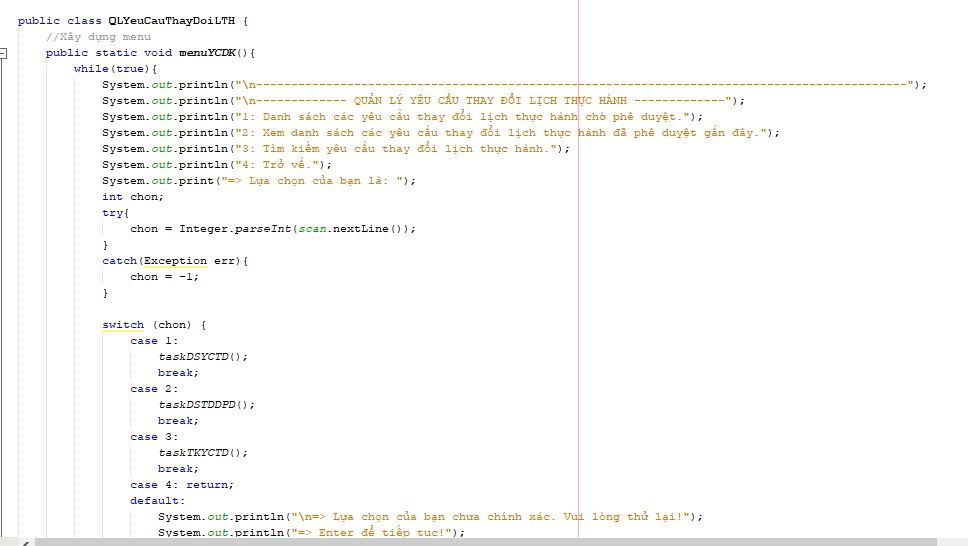 public class QLYeuCauThayDoiLTH {
//Xây dựng menu
public static void menuYCDK(){
while(true){
System.out.println("\n---------------------------------------------------------------------------------------------");
System.out.println("\n------------- QUẢN LÝ YÊU CẦU THAY ĐỔI LỊCH THỰC HÀNH -------------");
System.out.println("1: Danh sách các yêu cầu thay đổi lịch thực hành chờ phê duyệt.");
System.out.println("2: Xem danh sách các yêu cầu thay đổi lịch thực hành đã phê duyệt gần đây.");
System.out.println("3: Tìm kiếm yêu cầu thay đổi lịch thực hành.");
System.out.println("4: Trở về.");
System.out.print("=> Lựa chọn của bạn là: ");
int chon;
try{
chon = Integer.parseInt(scan.nextLine());
}
catch(Exception err){
chon = -1;
}
switch (chon) {
case 1:
taskDSYCTD();
break;
case 2:
taskDSTDDPD();
break;
case 3:
taskTKYCTD();
break;
case 4: return;
default:
System.out.println("\n=> Lựa chọn của bạn chưa chính xác. Vui lòng thử lại!");
System.out.println("=> Enter để tiếp tục!");